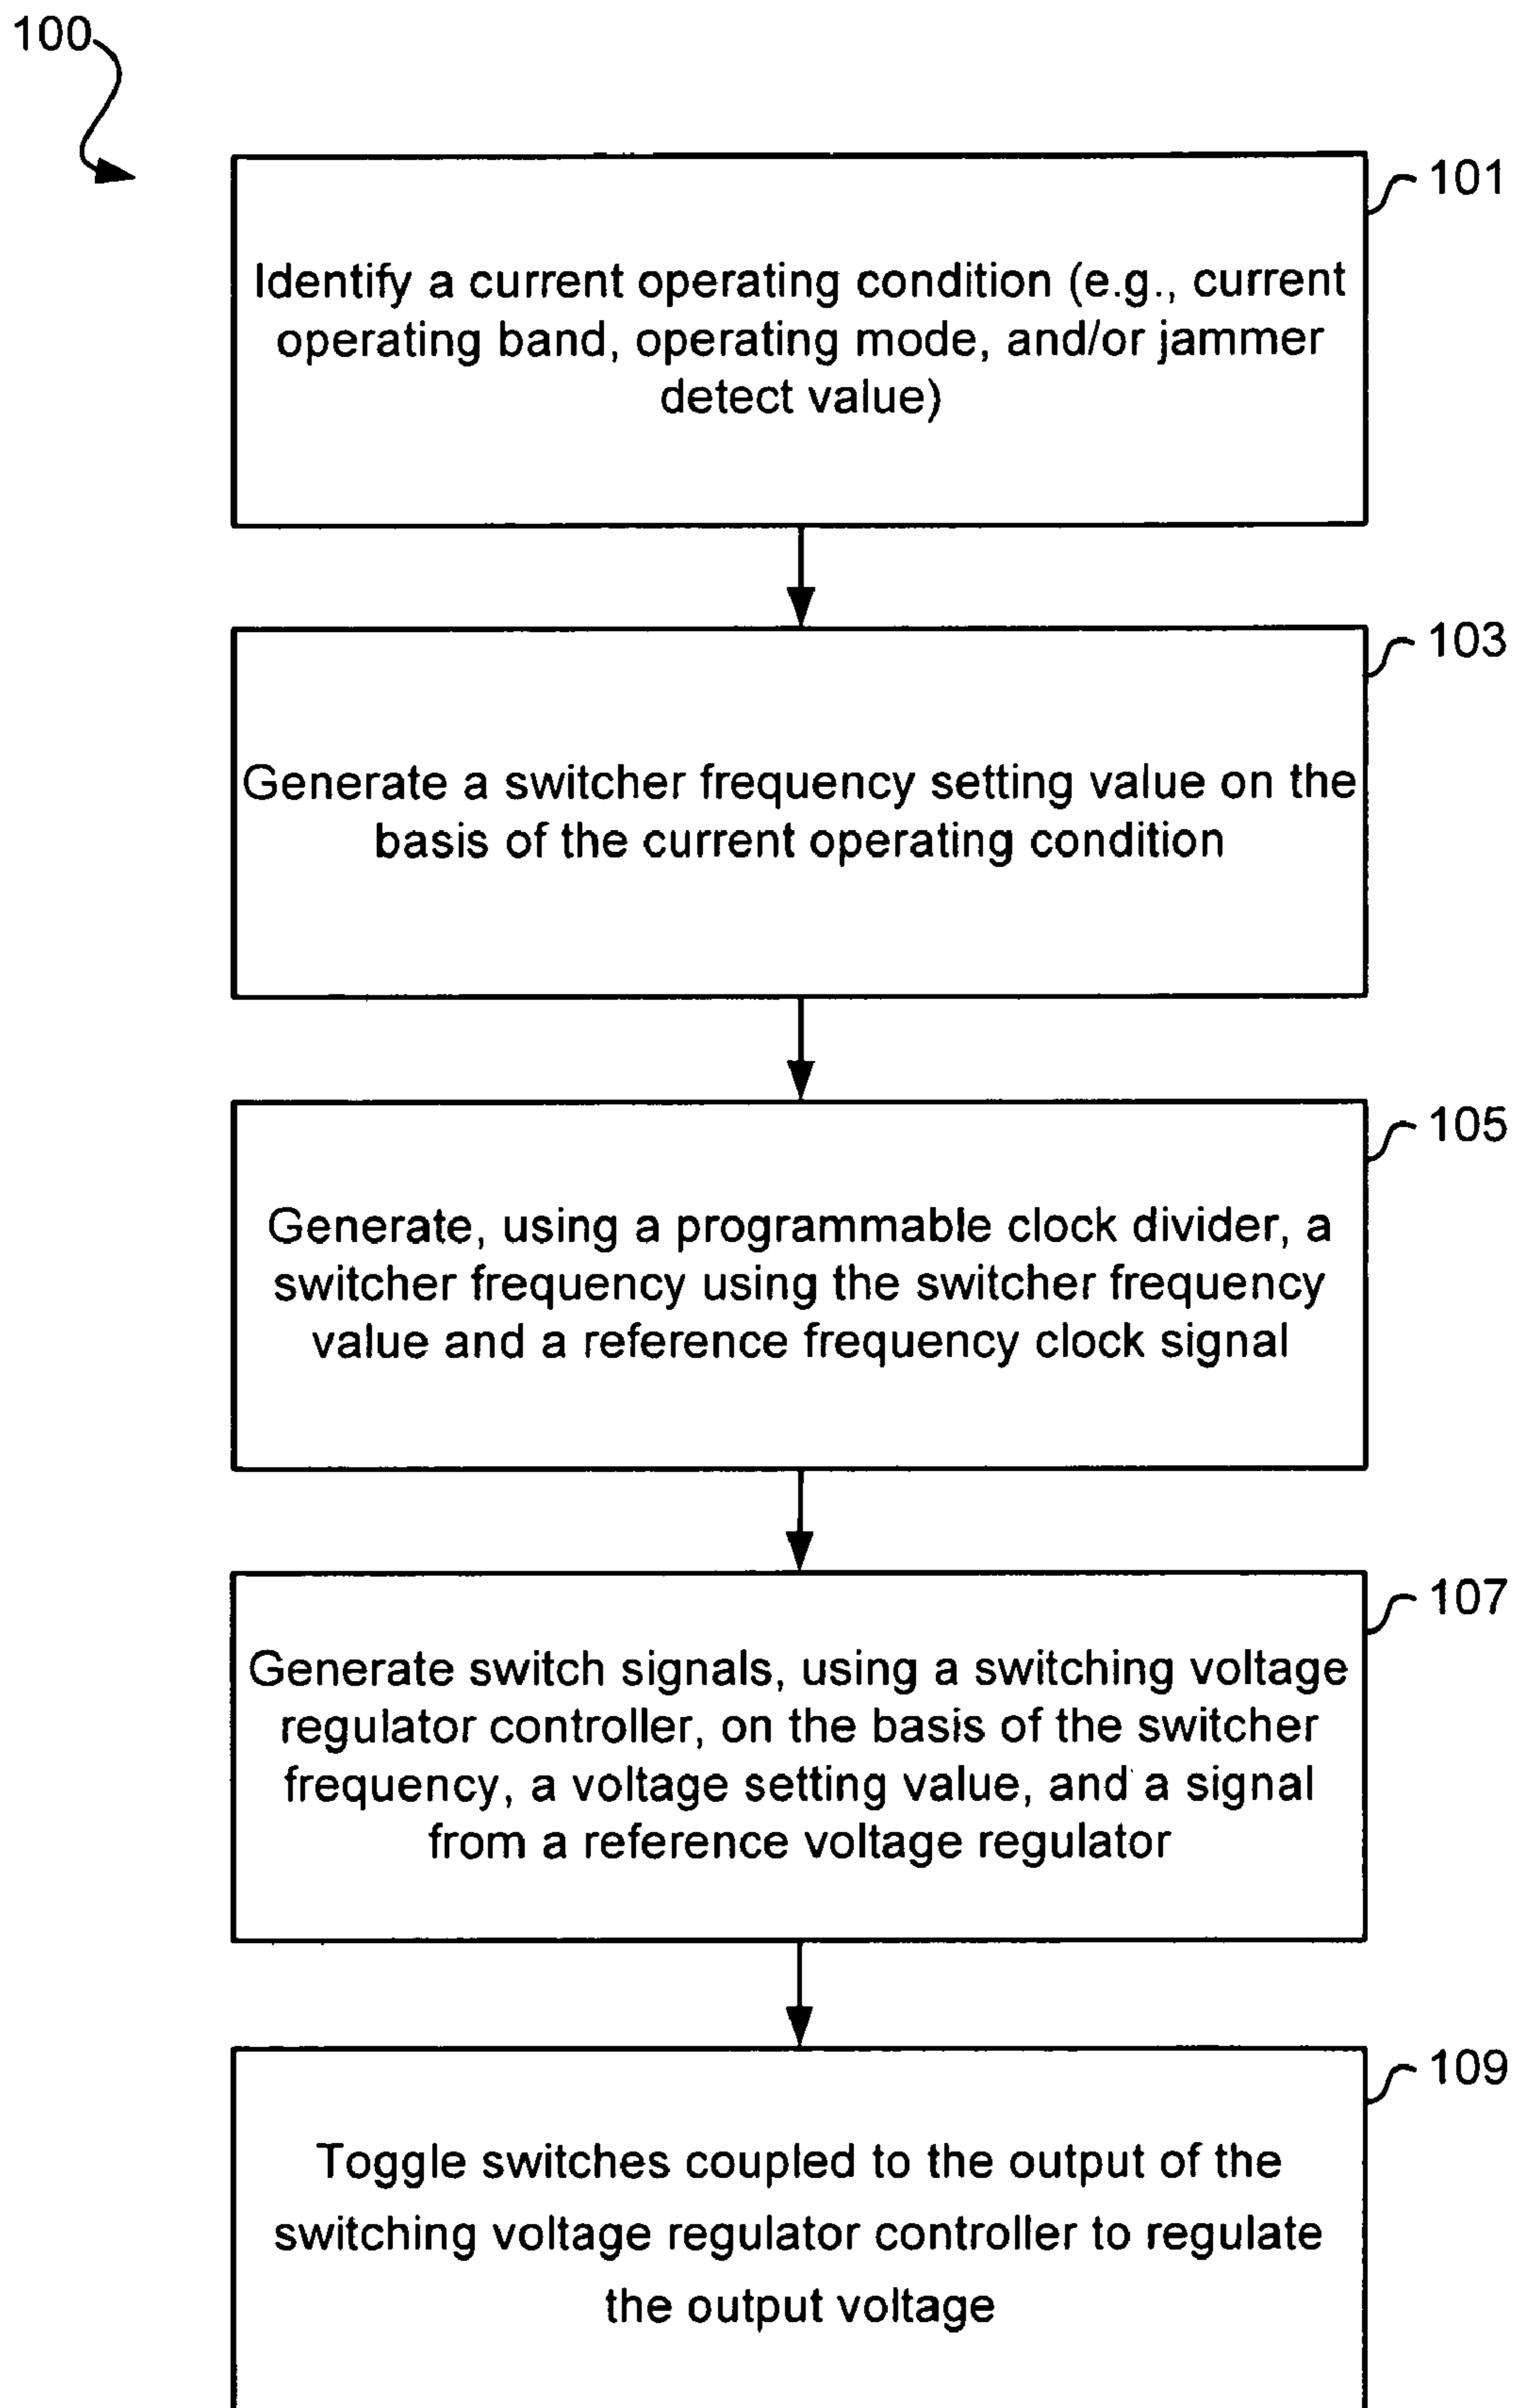 100
101
Identify a current operating condition (e.g., current
operating band, operating mode, and/or jammer
detect value)
103
Generate a switcher frequency setting value on the
basis of the current operating condition
105
Generate, using a programmable clock divider, a
switcher frequency using the switcher frequency
value and a reference frequency clock signal
107
Generate switch signals, using a switching voltage
regulator controller, on the basis of the switcher
frequency, a voltage setting value, and a signal
from a reference voltage regulator
109
Toggle switches coupled to the output of the
switching voltage regulator controller to regulate
the output voltage